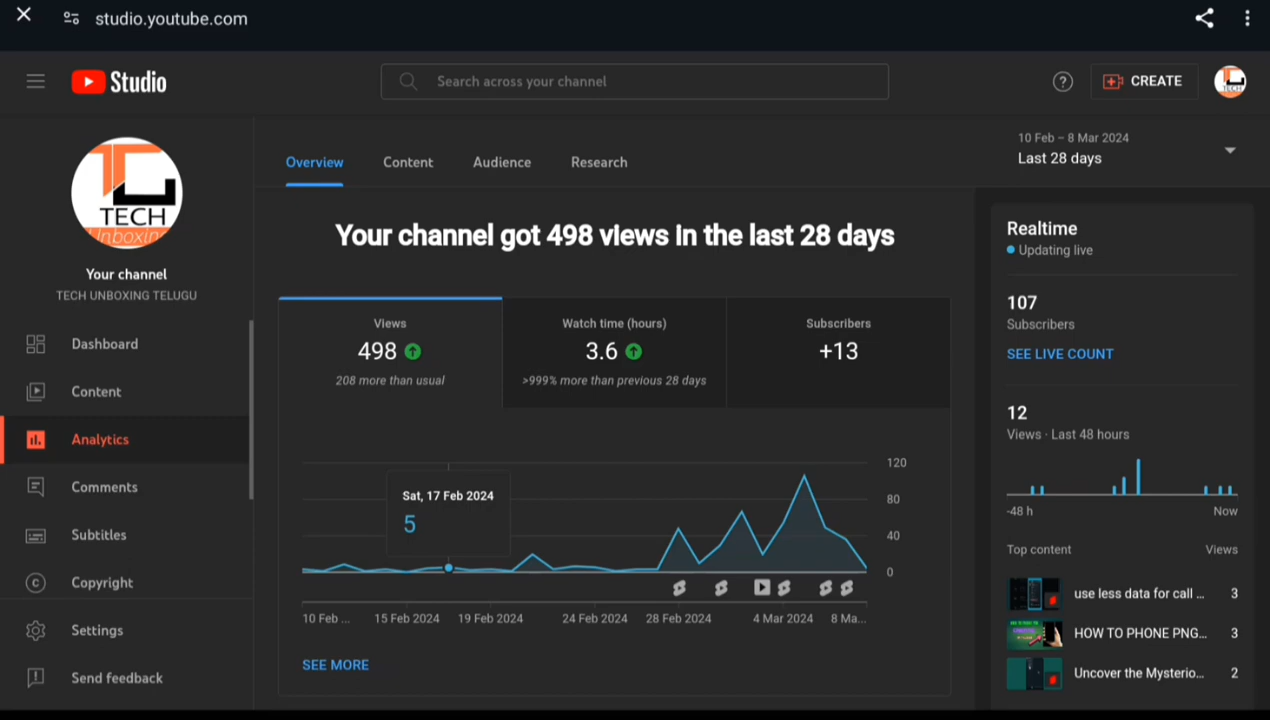 studio.youtube.com
Studio
Search across your channel
?
CREATE
TECH
Unboxing
Your channel
TECH UNBOXING TELUGU
Dashboard
Content
Analytics
Comments
Subtitles
Copyright
Settings
Send feedback
Overview
Content
Audience
Research
10 Feb – 8 Mar 2024
Last 28 days
Your channel got 498 views in the last 28 days
Views
498
208 more than usual
Watch time (hours)
3.6
>999% more than previous 28 days
Subscribers
+13
Sat, 17 Feb 2024
5
120
80
40
0
10 Feb ...
15 Feb 2024
19 Feb 2024
24 Feb 2024
28 Feb 2024
4 Mar 2024
8 Ma...
SEE MORE
Realtime
Updating live
107
Subscribers
SEE LIVE COUNT
12
Views · Last 48 hours
-48 h
Now
Top content
Views
use less data for call ...
3
HOW TO PHONE PNG...
3
Uncover the Mysterio...
2